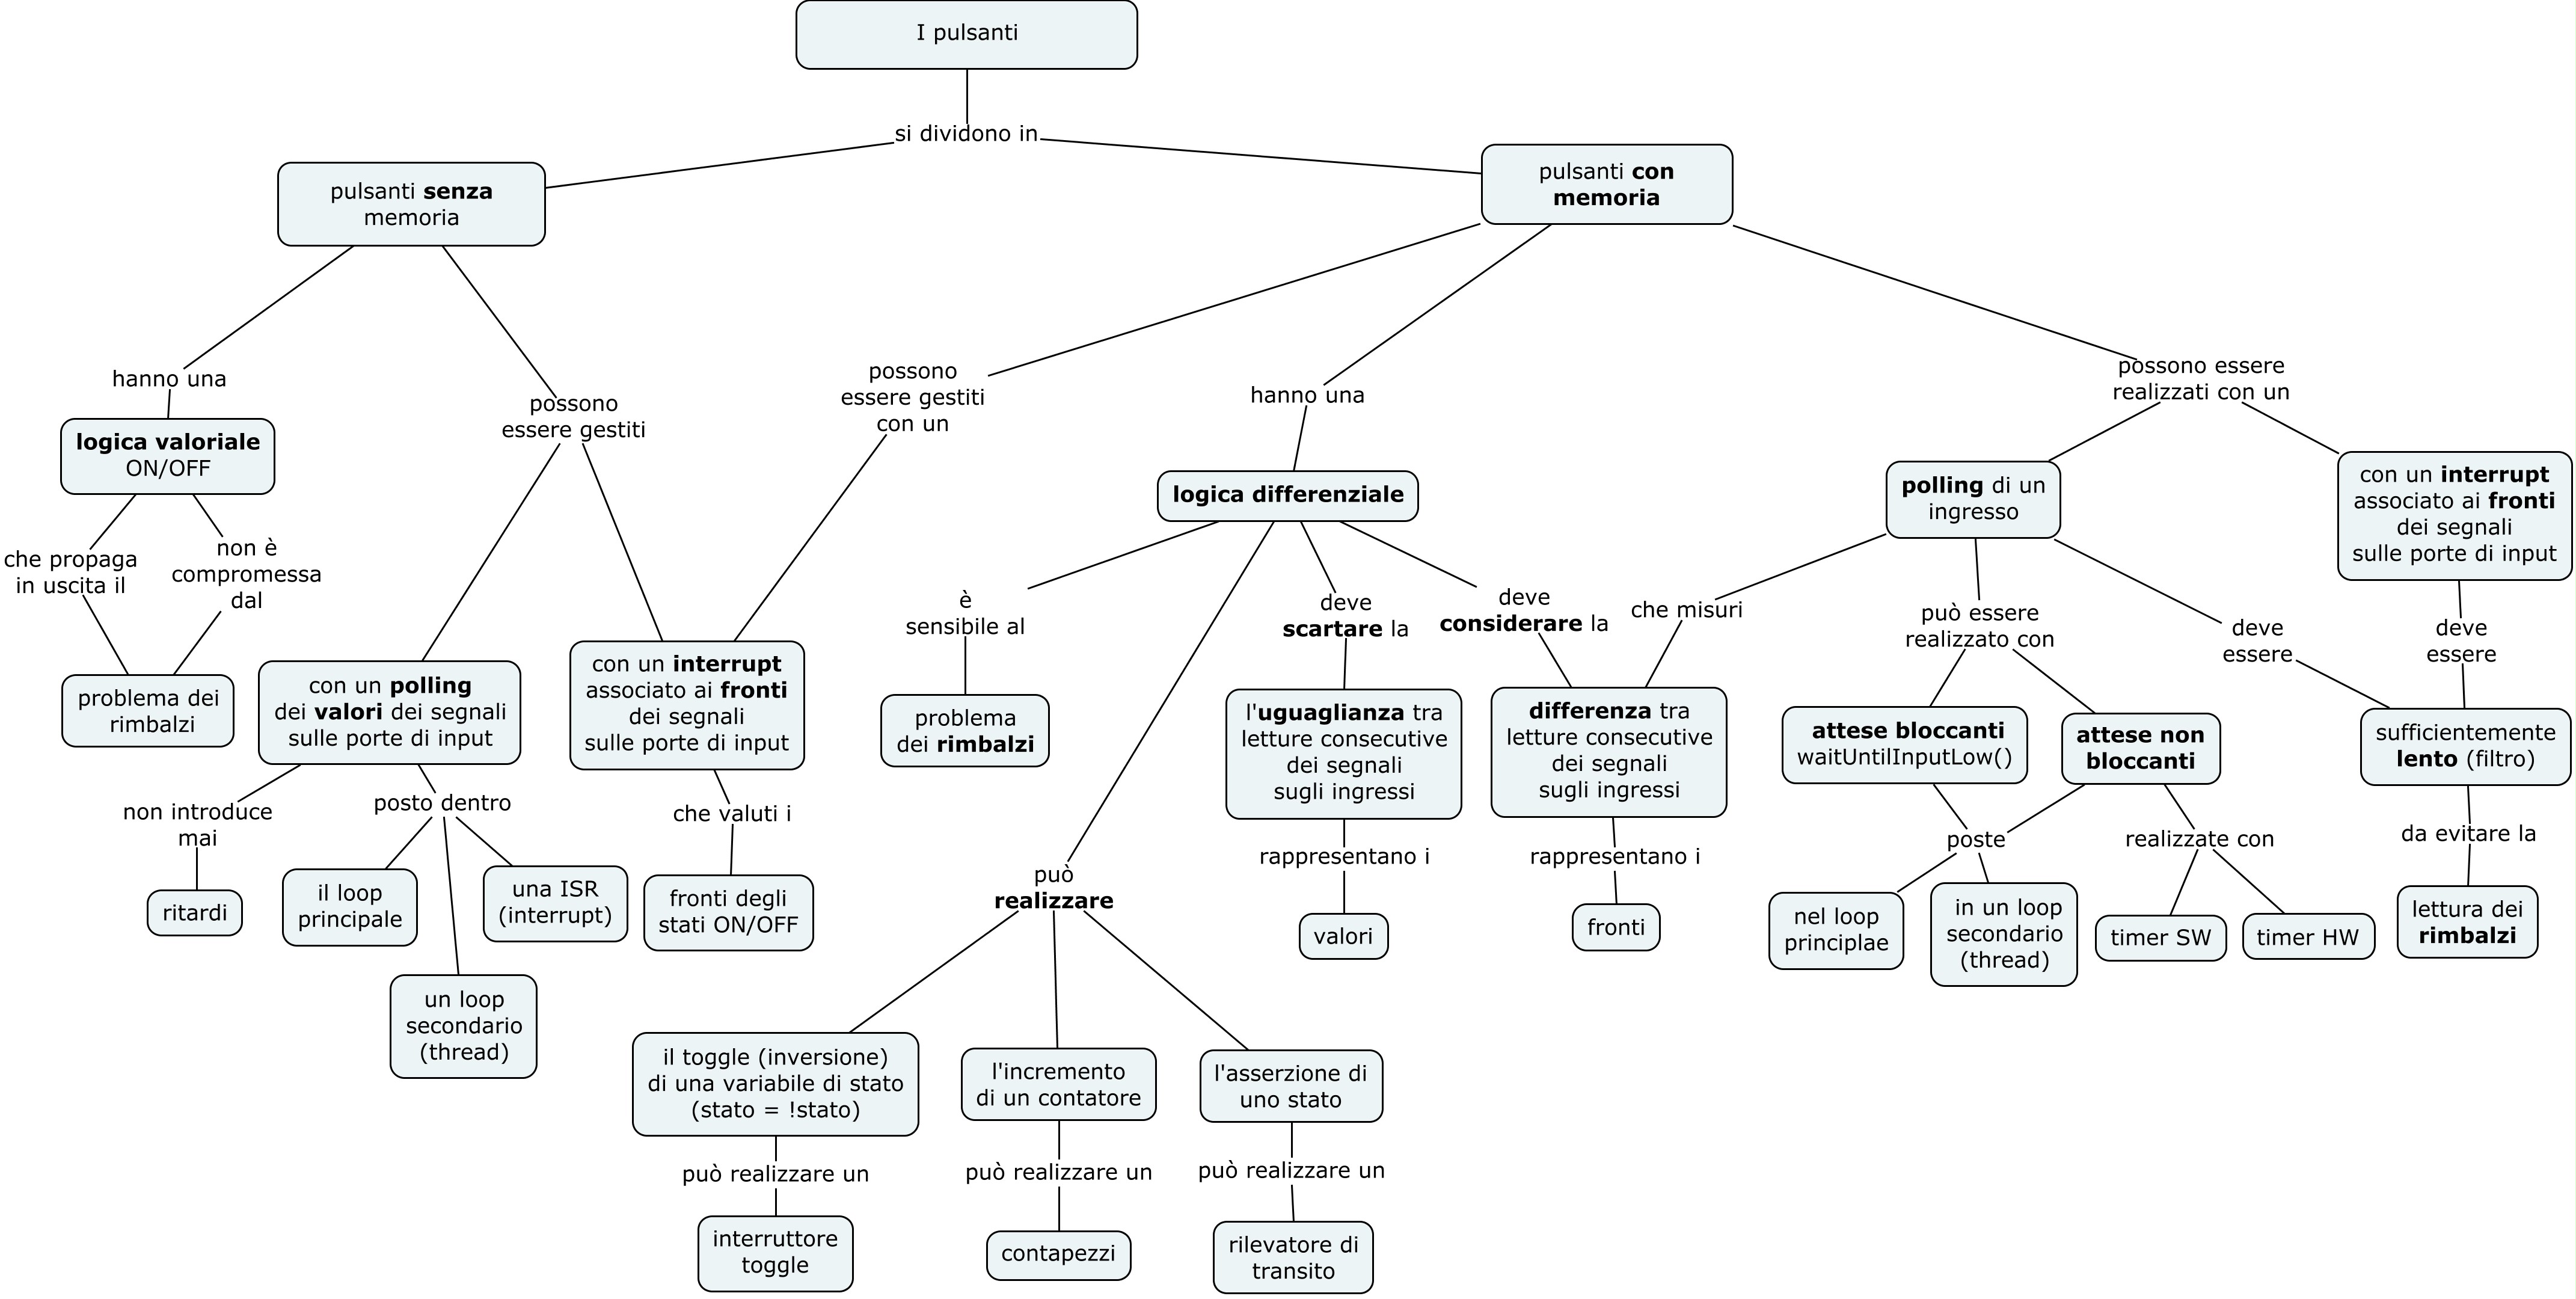 I pulsanti
si dividono in
pulsanti senza
memoria
pulsanti con
memoria
hanno una
logica valoriale
ON/OFF
che propaga
in uscita il
non è
compromessa
dal
problema dei
rimbalzi
possono
essere gestiti
con un polling
dei valori dei segnali
sulle porte di input
non introduce
mai
ritardi
posto dentro
il loop
principale
un loop
secondario
(thread)
una ISR
(interrupt)
con un interrupt
associato ai fronti
dei segnali
sulle porte di input
che valuti i
fronti degli
stati ON/OFF
possono
essere gestiti
con un
hanno una
logica differenziale
è
sensibile al
problema
dei rimbalzi
può
realizzare
il toggle (inversione)
di una variabile di stato
(stato = !stato)
può realizzare un
interruttore
toggle
l'incremento
di un contatore
può realizzare un
contapezzi
l'asserzione di
uno stato
può realizzare un
rilevatore di
transito
deve
scartare la
l'uguaglianza tra
letture consecutive
dei segnali
sugli ingressi
rappresentano i
valori
deve
considerare la
differenza tra
letture consecutive
dei segnali
sugli ingressi
rappresentano i
fronti
possono essere
realizzati con un
polling di un
ingresso
che misuri
può essere
realizzato con
attese bloccanti
waitUntilInputLow()
attese non
bloccanti
poste
nel loop
principlae
in un loop
secondario
(thread)
realizzate con
timer SW
timer HW
deve
essere
con un interrupt
associato ai fronti
dei segnali
sulle porte di input
deve
essere
sufficientemente
lento (filtro)
da evitare la
lettura dei
rimbalzi